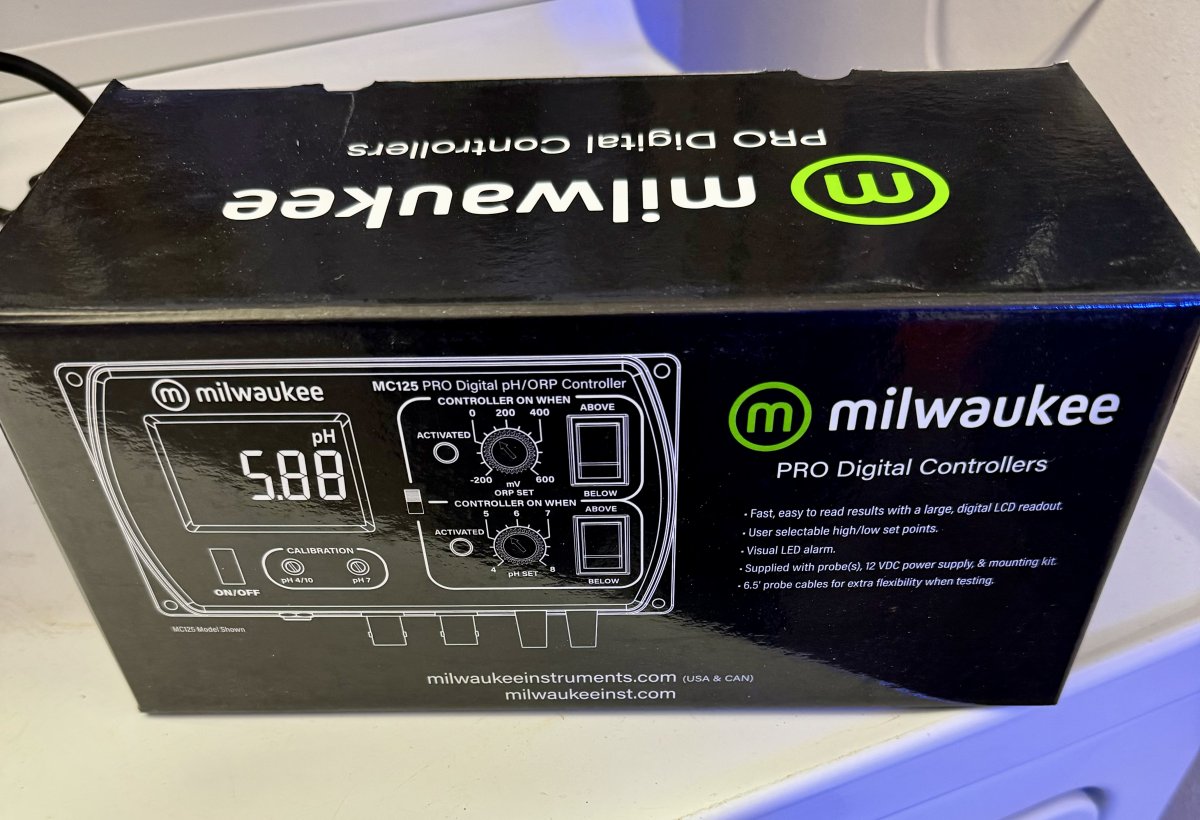 milwaukee
PRO Digital Controllers
milwaukee
MC125 PRO Digital pH/ORP Controller
CONTROLLER ON WHEN
0 200 400
-200 mV 600
ORP SET
ACTIVATED
ABOVE
BELOW
CONTROLLER ON WHEN
5 6 7
4 pH SET 8
ACTIVATED
ABOVE
BELOW
pH
5.88
CALIBRATION
pH 4/10 pH 7
ON/OFF
MC125 Model Shown
milwaukee
PRO Digital Controllers
• Fast, easy to read results with a large, digital LCD readout.
• User selectable high/low set points.
• Visual LED alarm.
• Supplied with probe(s), 12 VDC power supply, & mounting kit.
• 6.5' probe cables for extra flexibility when testing.
milwaukeeinstruments.com (USA & CAN)
milwaukeeinst.com